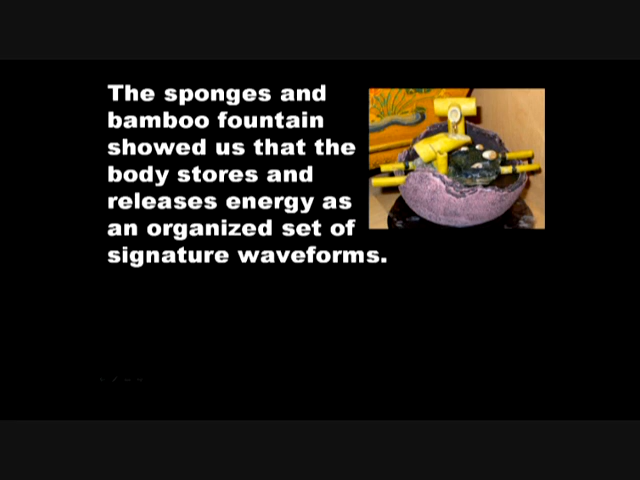 The sponges and
bamboo fountain
showed us that the
body stores and
releases energy as
an organized set of
signature waveforms.